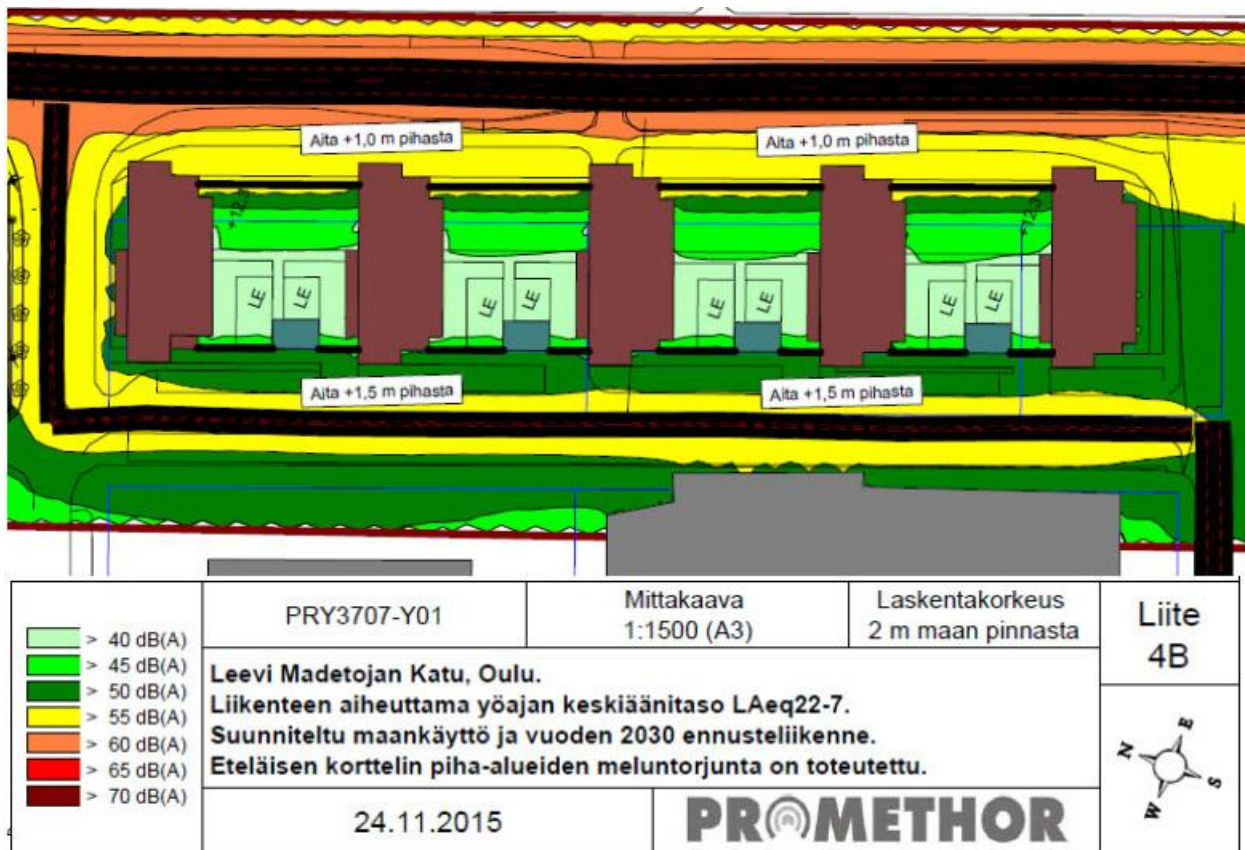 Aita +1,0 m pihasta
Aita +1,0 m pihasta
+12.3
+12.3
LE
LE
LE
LE
LE
LE
LE
LE
Aita +1,5 m pihasta
Aita +1,5 m pihasta
> 40 dB(A)
> 45 dB(A)
> 50 dB(A)
> 55 dB(A)
> 60 dB(A)
> 65 dB(A)
> 70 dB(A)
PRY3707-Y01
Mittakaava
1:1500 (A3)
Laskentakorkeus
2 m maan pinnasta
Liite
4B
Leevi Madetojan Katu, Oulu.
Liikenteen aiheuttama yöajan keskiäänitaso LAeq22-7.
Suunniteltu maankäyttö ja vuoden 2030 ennusteliikenne.
Eteläisen korttelin piha-alueiden meluntorjunta on toteutettu.
N
E
W
S
24.11.2015
PROMETHOR